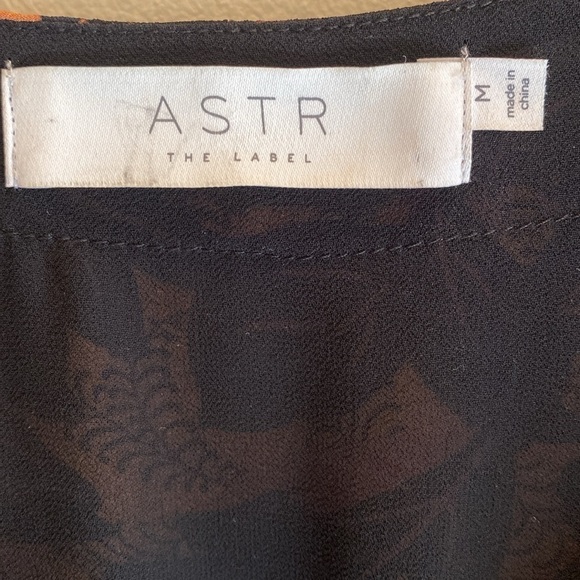 ASTR
THE LABEL
M
made in
china